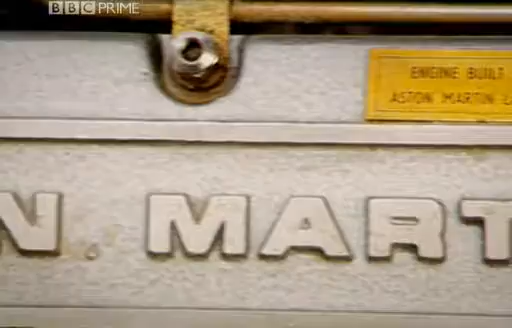 BBC PRIME
ENGINE BUILT
ASTON MARTIN L
N. MART